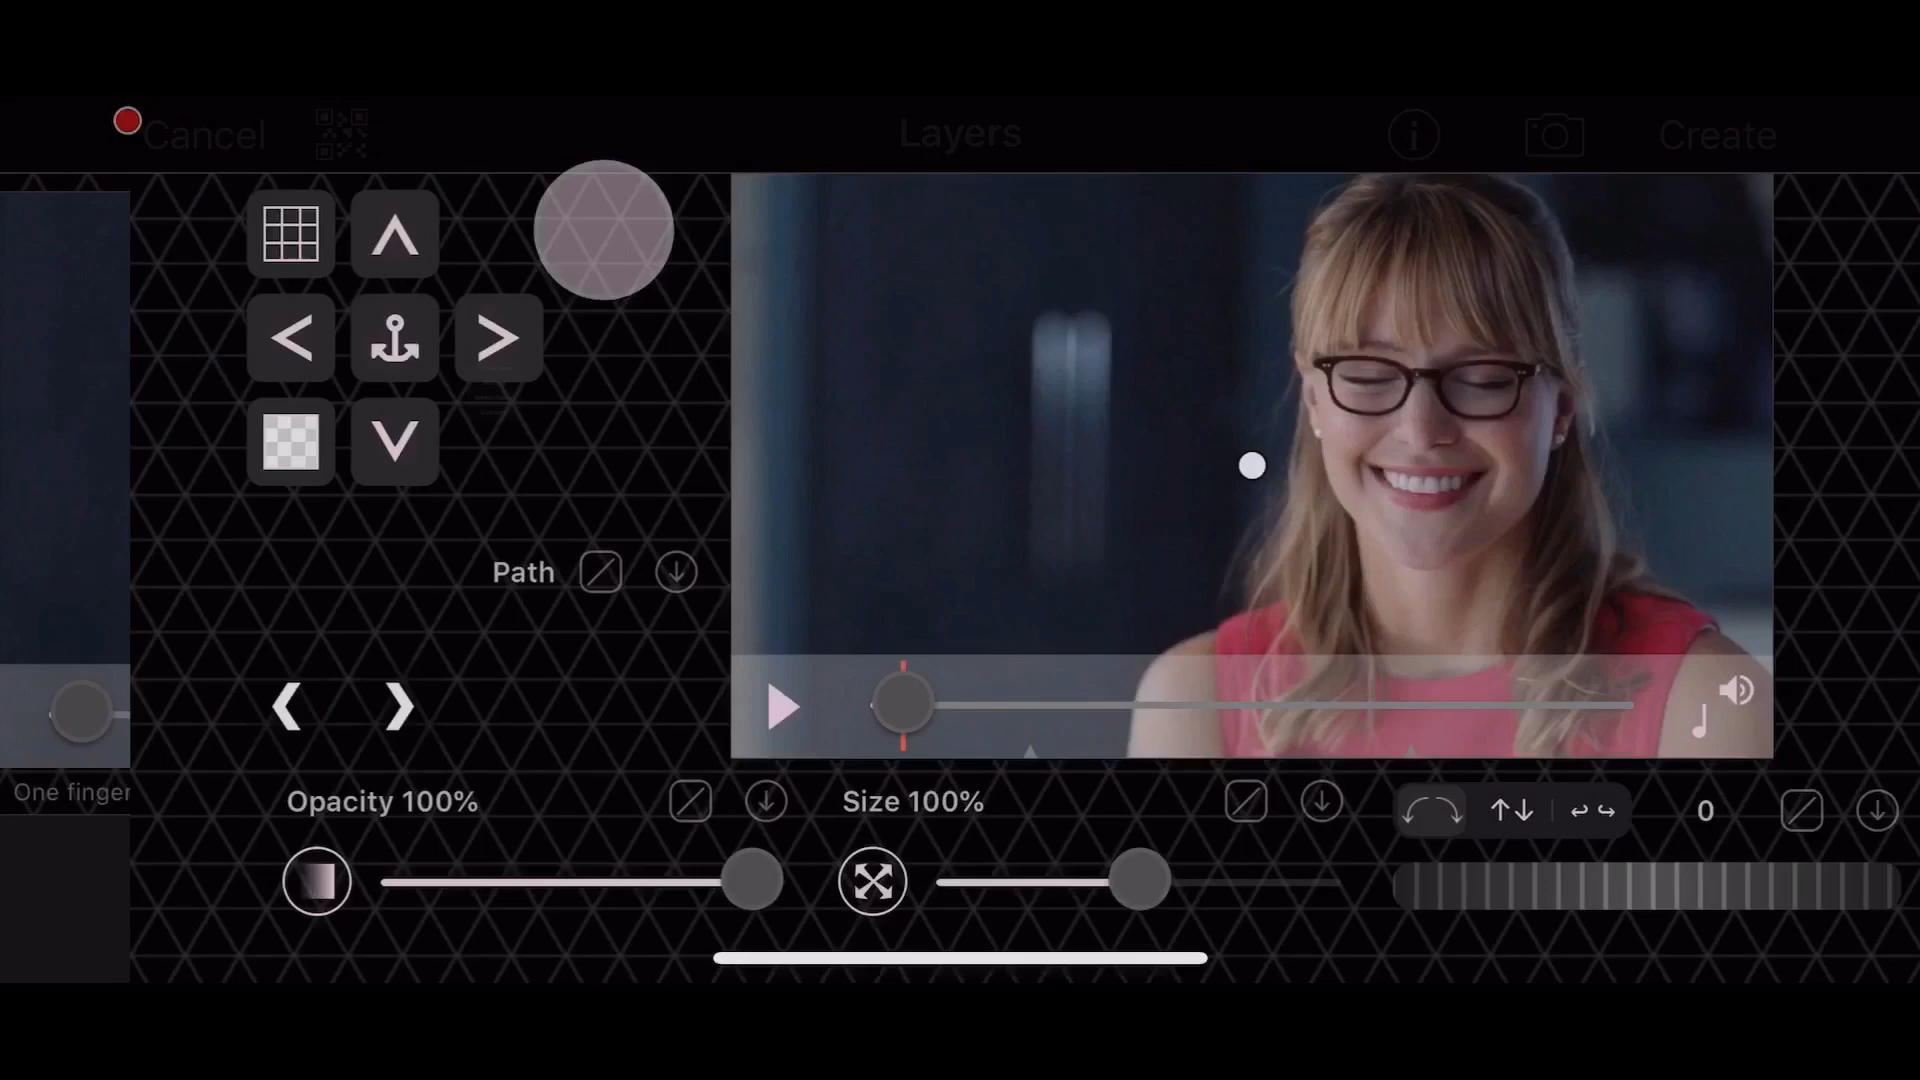 Cancel
Layers
Create
Path
One finger
Opacity 100%
Size 100%
0